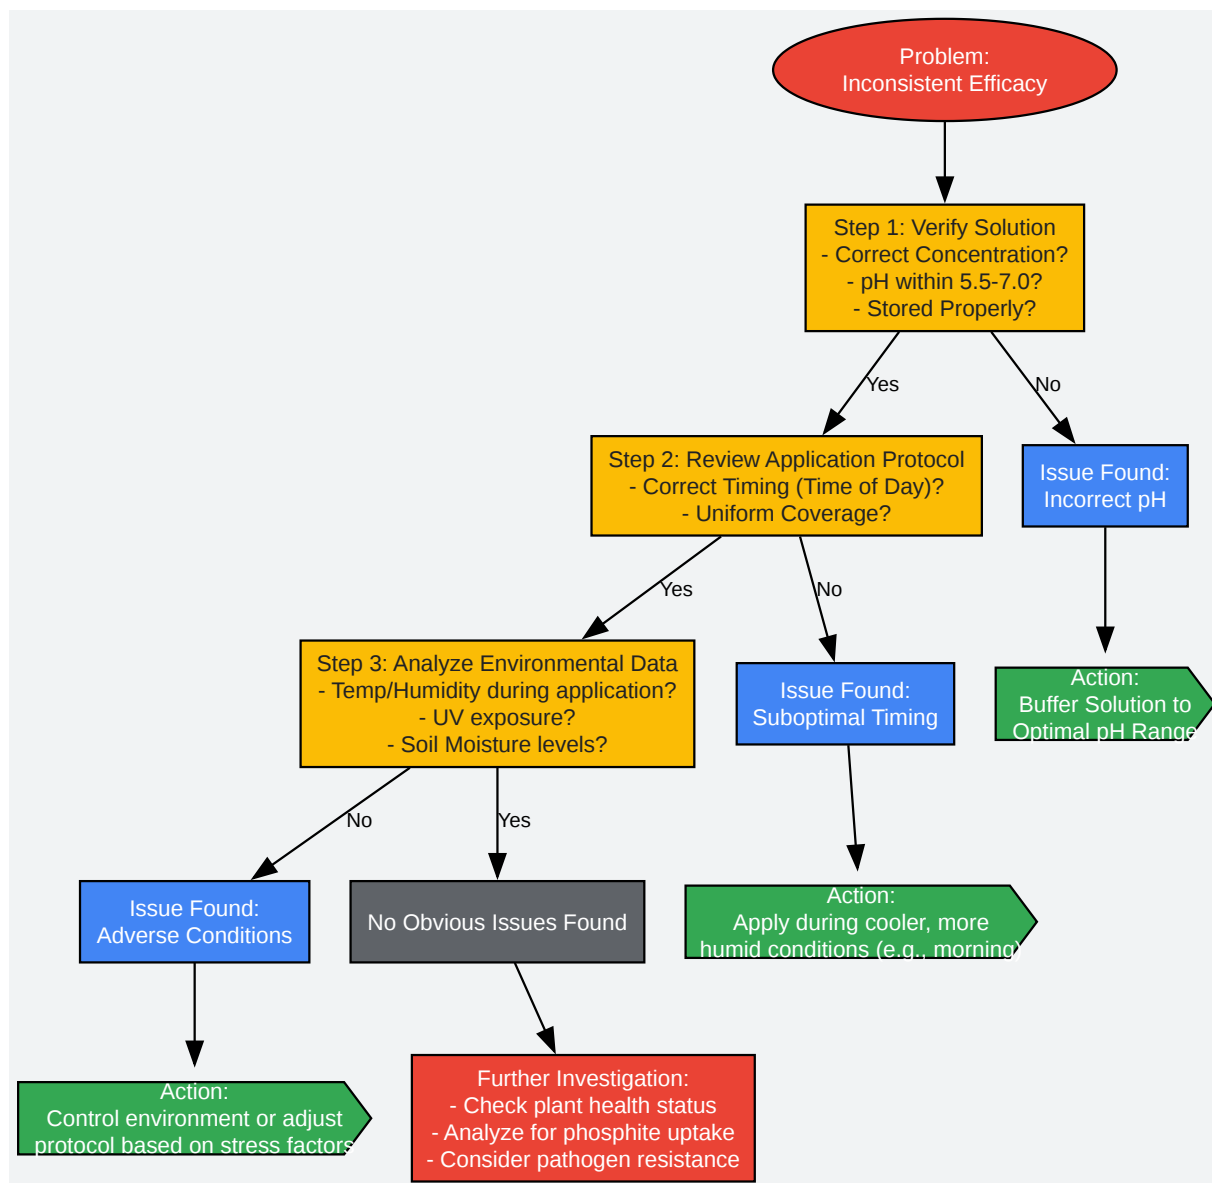 Problem:
Inconsistent Efficacy
Step 1: Verify Solution
- Correct Concentration?
- pH within 5.5-7.0?
- Stored Properly?
Yes
No
Step 2: Review Application Protocol
- Correct Timing (Time of Day)?
- Uniform Coverage?
Issue Found:
Incorrect pH
Yes
No
Step 3: Analyze Environmental Data
- Temp/Humidity during application?
- UV exposure?
- Soil Moisture levels?
Issue Found:
Suboptimal Timing
Action:
Buffer Solution to
Optimal pH Range
No
Yes
Issue Found:
Adverse Conditions
No Obvious Issues Found
Action:
Apply during cooler, more
humid conditions (e.g., morning)
Action:
Control environment or adjust
protocol based on stress factors
Further Investigation:
- Check plant health status
- Analyze for phosphite uptake
- Consider pathogen resistance